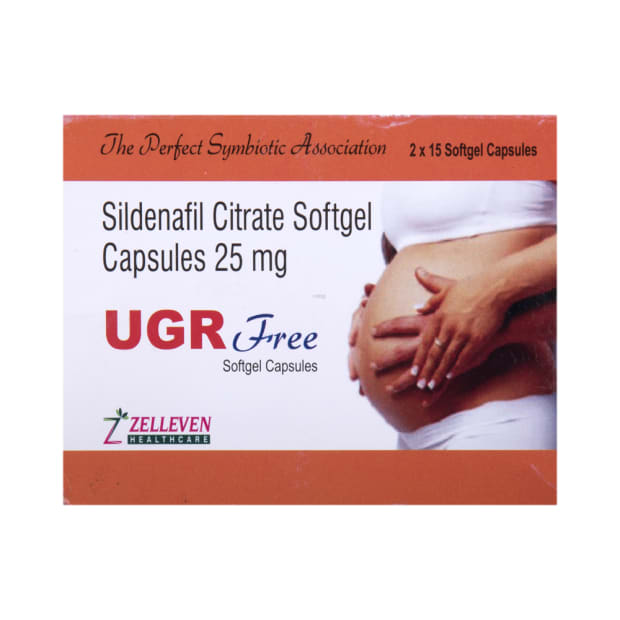 The Perfect Symbiotic Association
2 x 15 Softgel Capsules
Sildenafil Citrate Softgel
Capsules 25 mg
UGR Free
Softgel Capsules
ZELLEVEN
HEALTHCARE